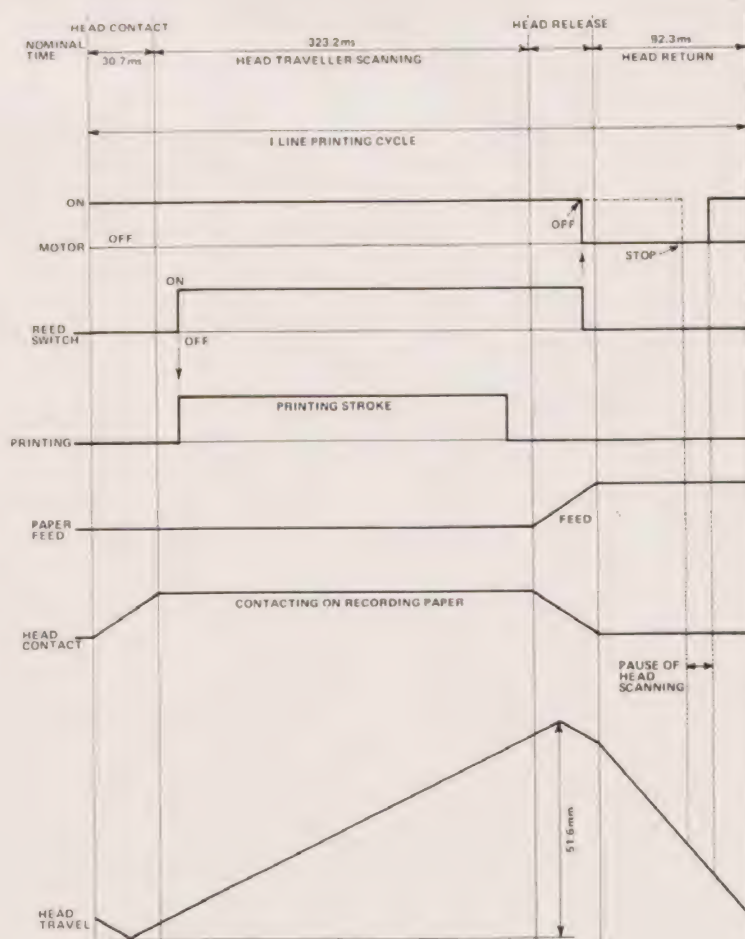 HEAD CONTACT
HEAD RELEASE
NOMINAL
TIME
30.7ms
323.2ms
HEAD TRAVELLER SCANNING
92.3ms
HEAD RETURN
I LINE PRINTING CYCLE
ON
MOTOR
OFF
OFF
STOP
ON
REED
SWITCH
OFF
PRINTING STROKE
PRINTING
PAPER
FEED
FEED
CONTACTING ON RECORDING PAPER
HEAD
CONTACT
PAUSE OF
HEAD
SCANNING
51.6mm
HEAD
TRAVEL